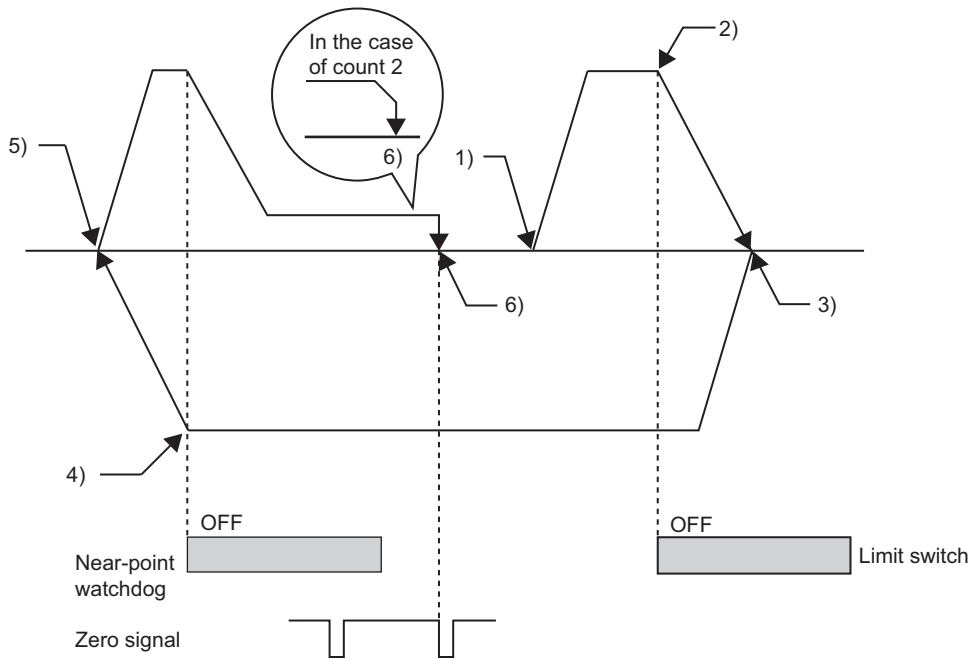 In the case
of count 2
6)
2)
5)
1)
6)
3)
4)
OFF
OFF
Near-point
watchdog
Limit switch
Zero signal